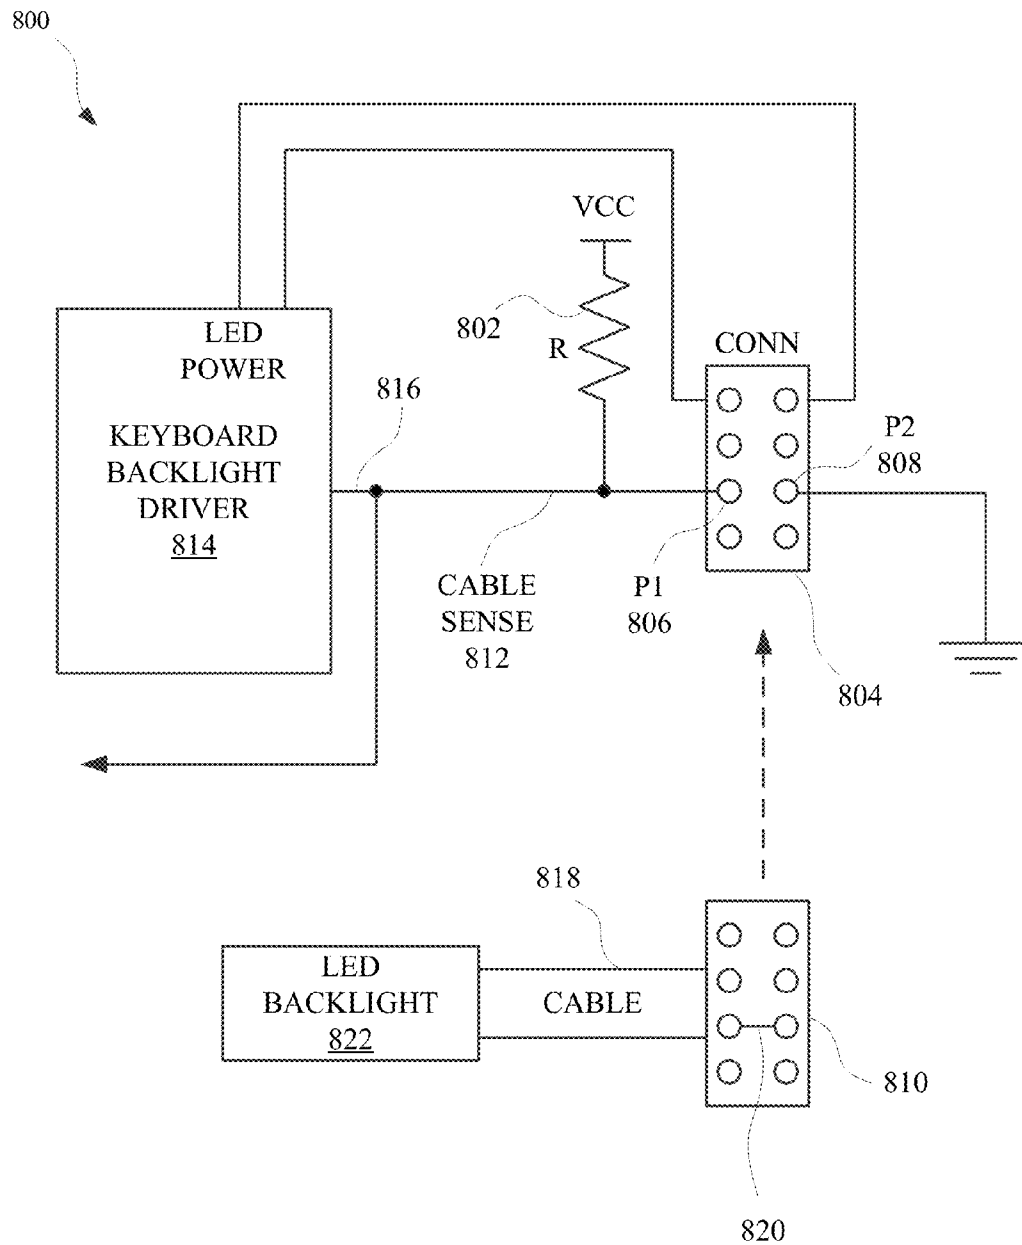 800
VCC
802
R
CONN
LED
POWER
816
KEYBOARD
BACKLIGHT
DRIVER
814
P2
808
CABLE
SENSE
812
P1
806
804
818
LED
BACKLIGHT
822
CABLE
810
820